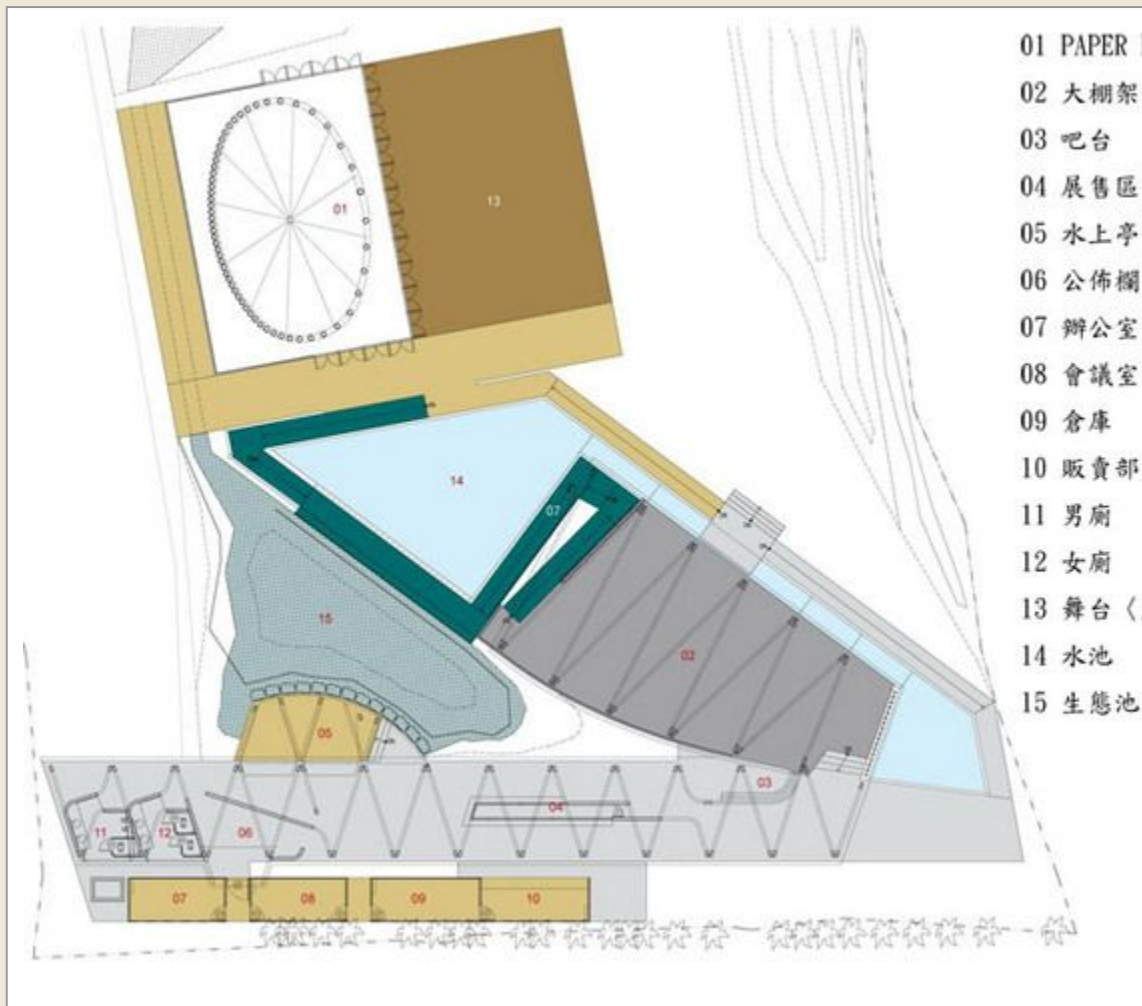 01 PAPER
02 大棚架
03 吧台
04 展售區
05 水上亭
06 公佈欄
07 辦公室
08 會議室
09 倉庫
10 販賣部
11 男廁
12 女廁
13 舞台〈
14 水池
15 生態池
01
13
14
07
15
02
05
03
04
11
12
06
07
08
09
10